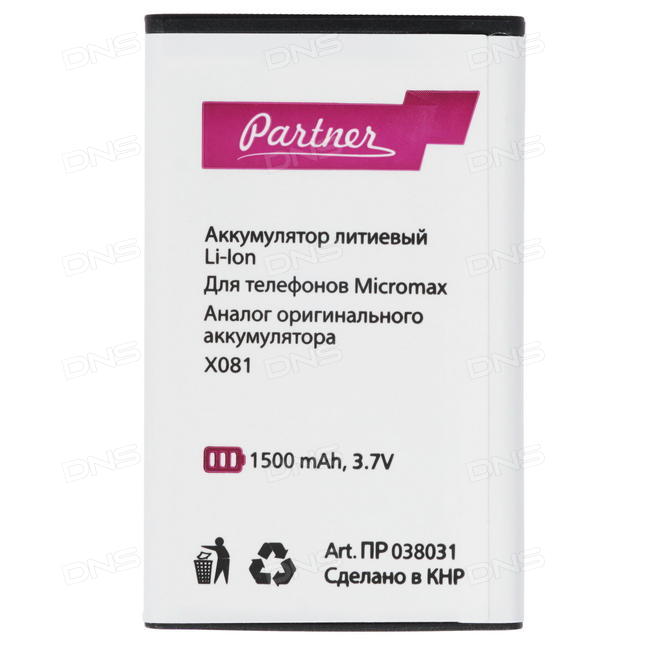 Partner
Аккумулятор литиевый
Li-Ion
Для телефонов Micromax
Аналог оригинального
аккумулятора
X081
1500 mAh, 3.7V
Art. ПР 038031
Сделано в КНР
DNS